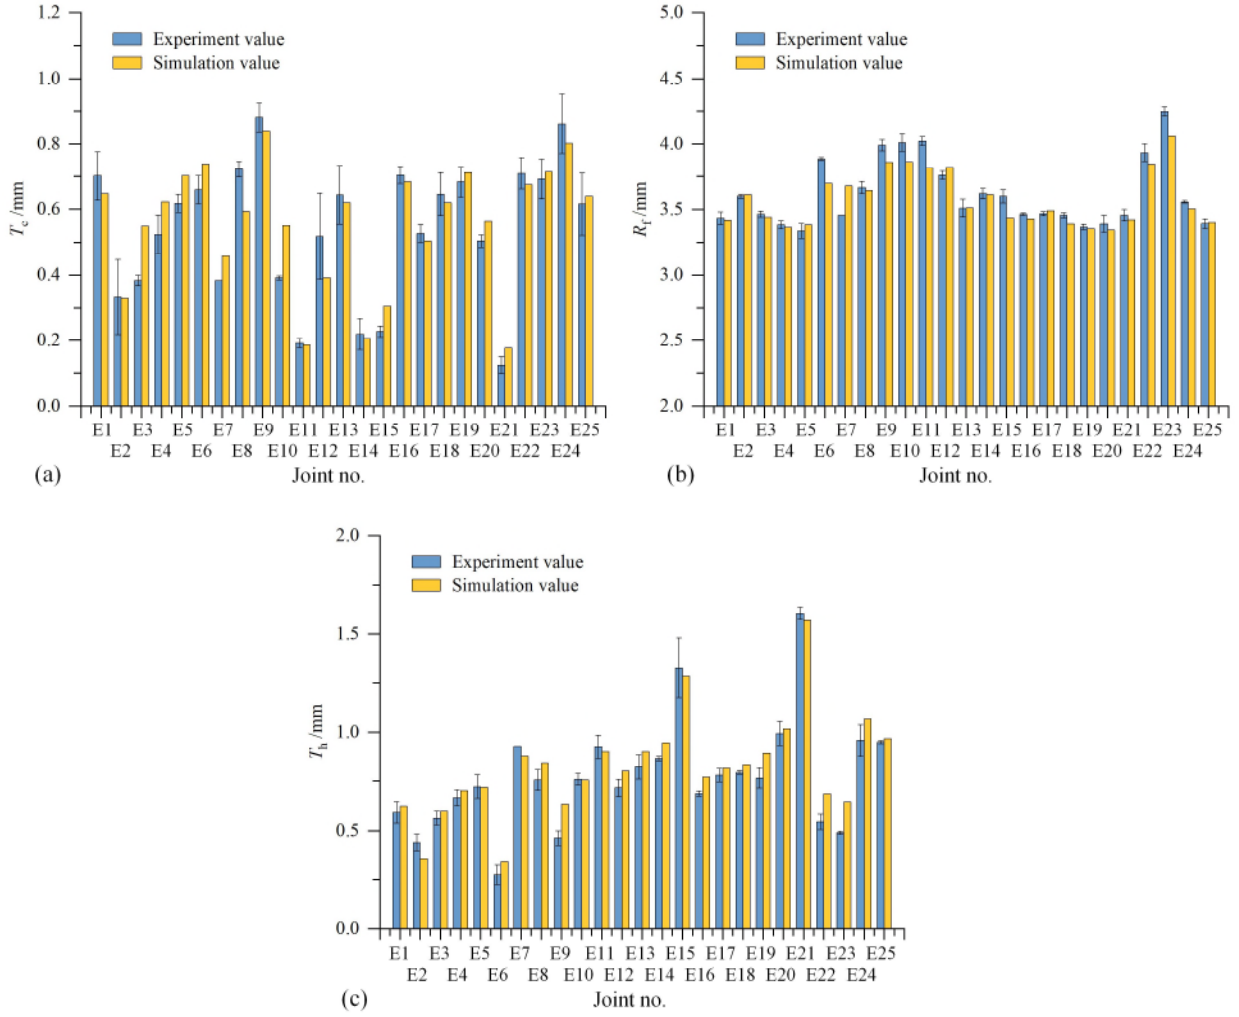 1.2
1.0
0.8
0.6
0.4
0.2
0.0
T_c /mm
Experiment value
Simulation value
E1 E3 E5 E7 E9 E11 E13 E15 E17 E19 E21 E23 E25
E2 E4 E6 E8 E10 E12 E14 E16 E18 E20 E22 E24
(a) Joint no.
5.0
4.5
4.0
3.5
3.0
2.5
2.0
R_f /mm
Experiment value
Simulation value
E1 E3 E5 E7 E9 E11 E13 E15 E17 E19 E21 E23 E25
E2 E4 E6 E8 E10 E12 E14 E16 E18 E20 E22 E24
(b) Joint no.
2.0
1.5
1.0
0.5
0.0
T_h /mm
Experiment value
Simulation value
E1 E3 E5 E7 E9 E11 E13 E15 E17 E19 E21 E23 E25
E2 E4 E6 E8 E10 E12 E14 E16 E18 E20 E22 E24
(c) Joint no.